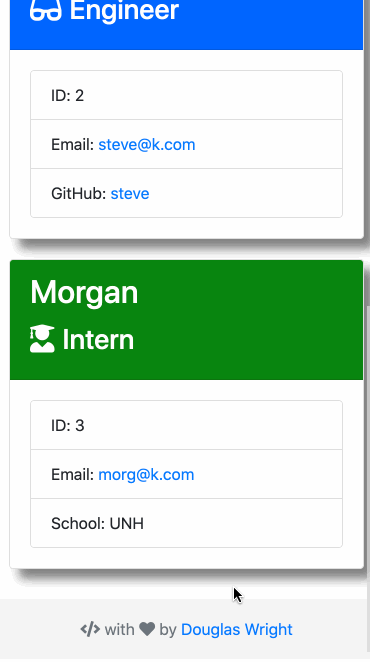 Engineer
ID: 2
Email: steve@k.com
GitHub: steve
Morgan
Intern
ID: 3
Email: morg@k.com
School: UNH
</> with ♥ by Douglas Wright